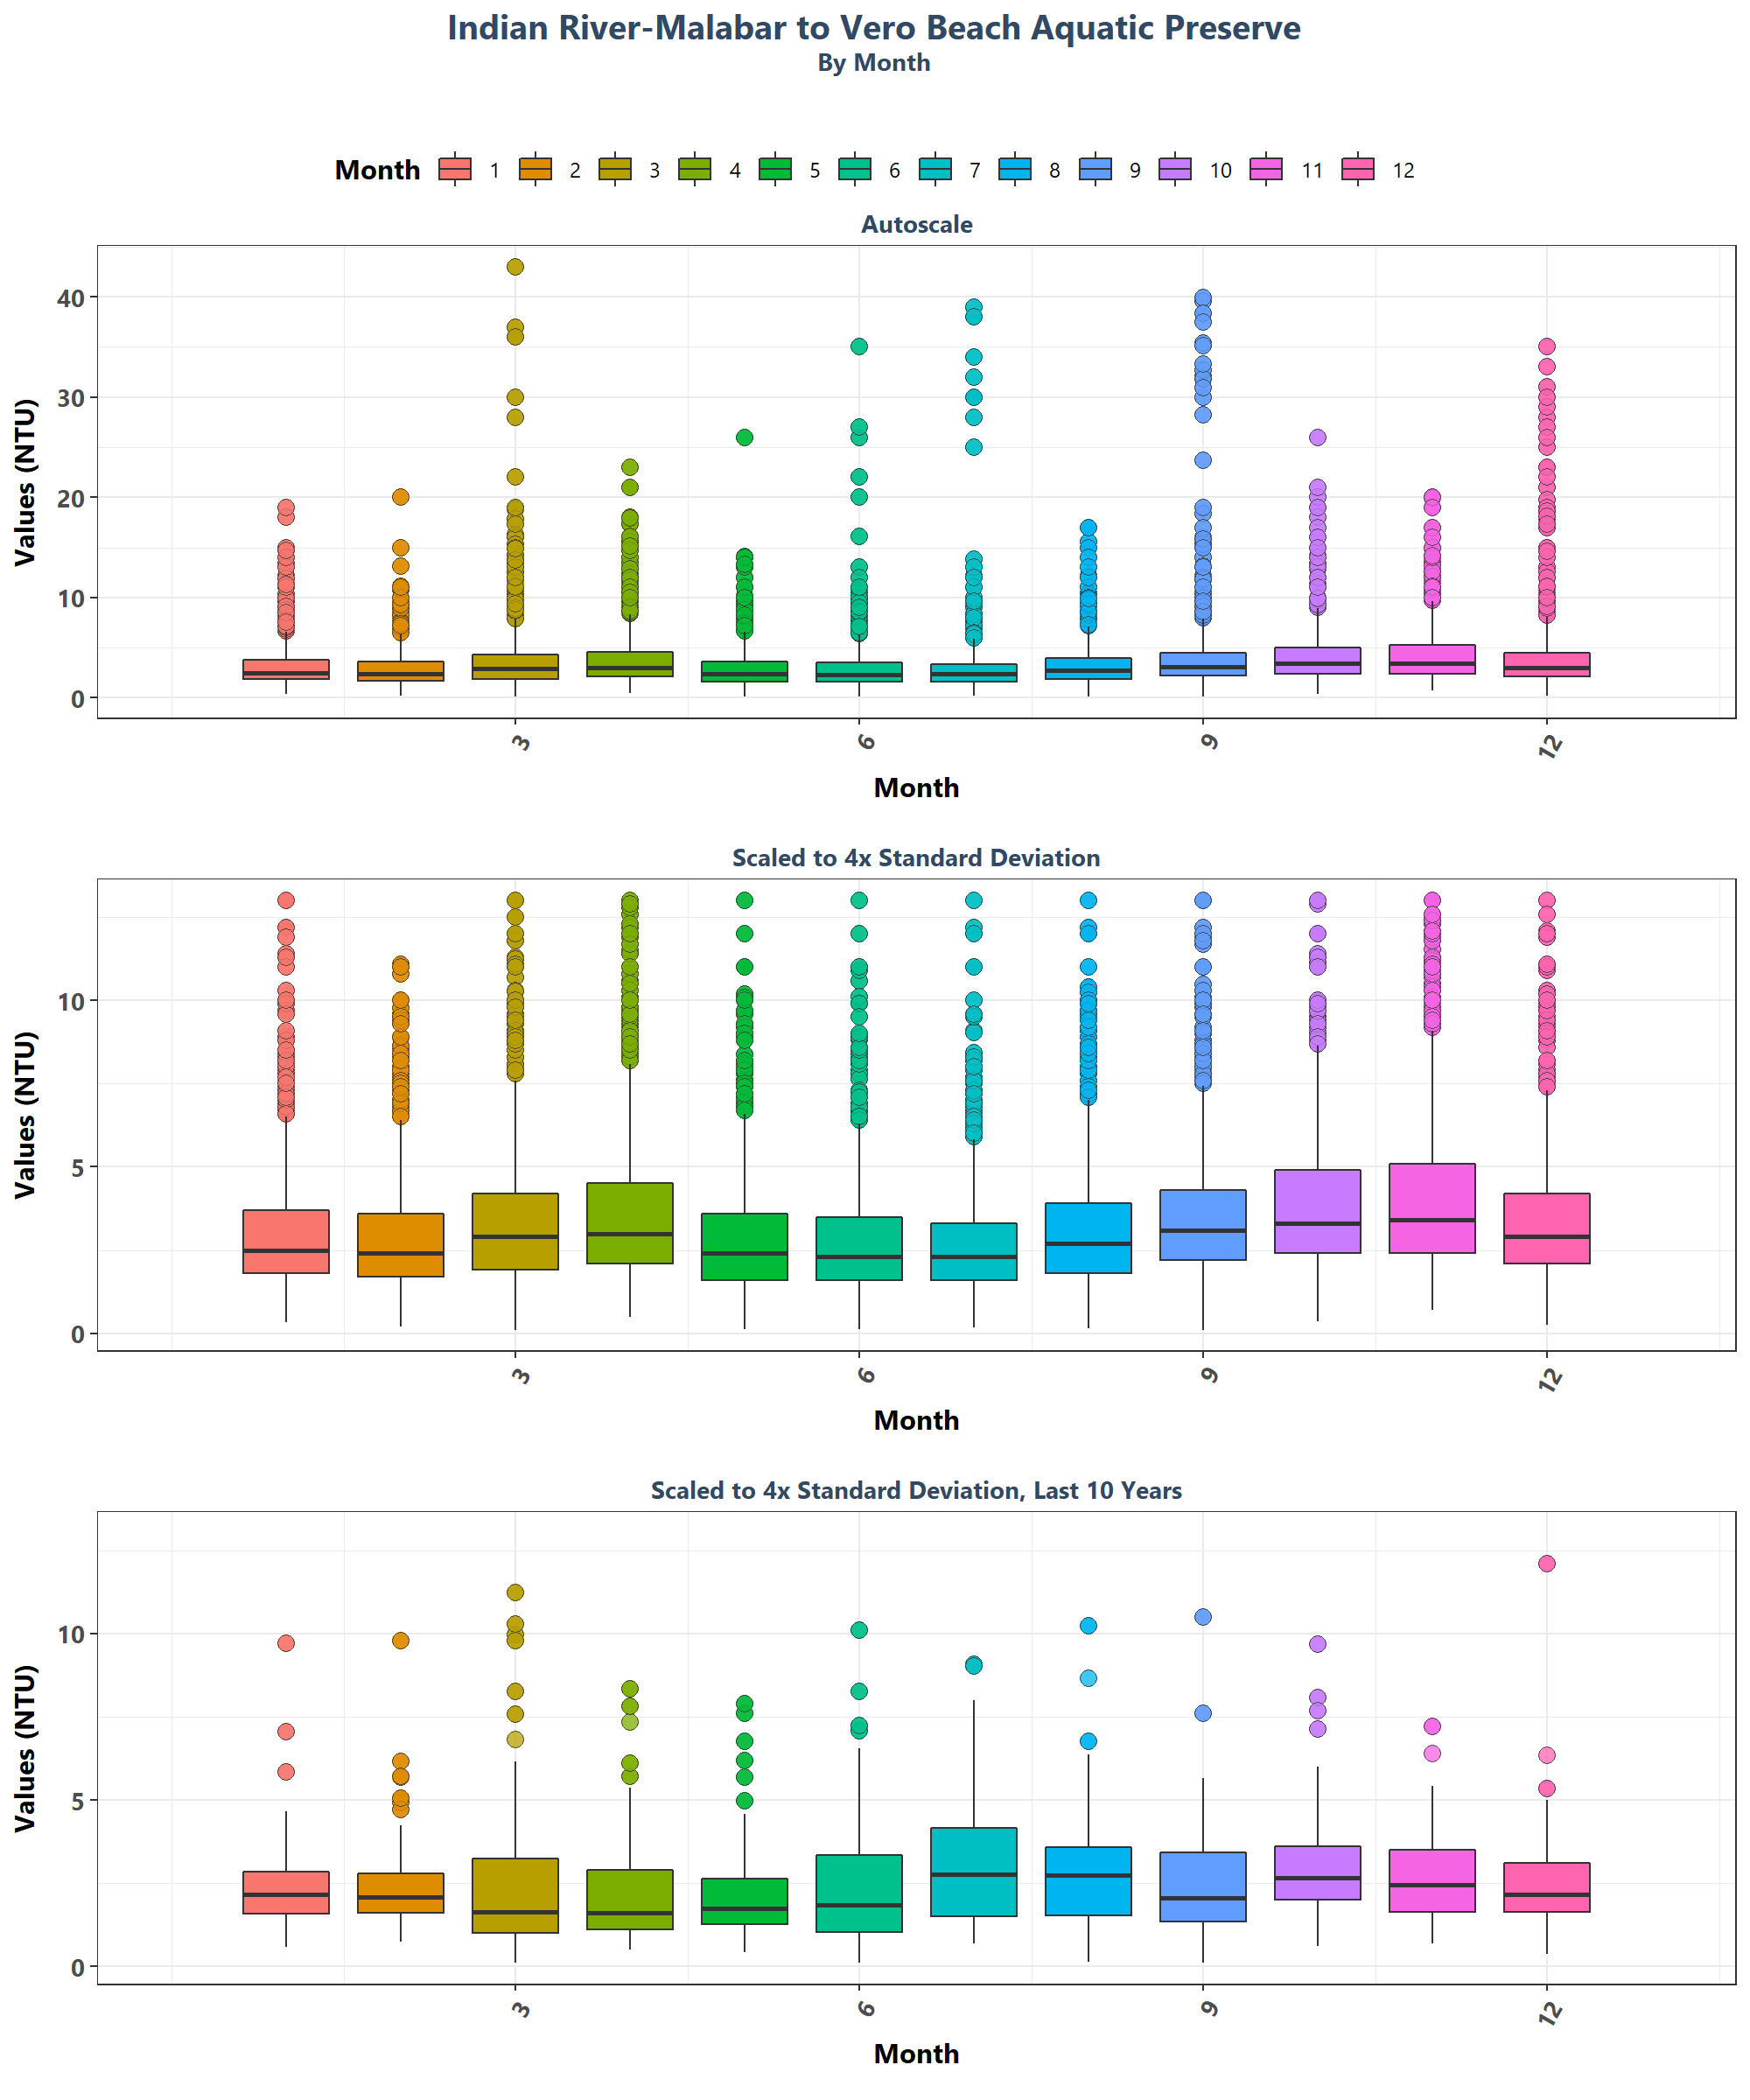 Indian River-Malabar to Vero Beach Aquatic Preserve
By Month
Month 1 2 3 4 5 6 7 8 9 10 11 12
Autoscale
Values (NTU)
40
30
20
10
0
3 6 9 12
Month
Scaled to 4x Standard Deviation
Values (NTU)
10
5
0
3 6 9 12
Month
Scaled to 4x Standard Deviation, Last 10 Years
Values (NTU)
10
5
0
3 6 9 12
Month